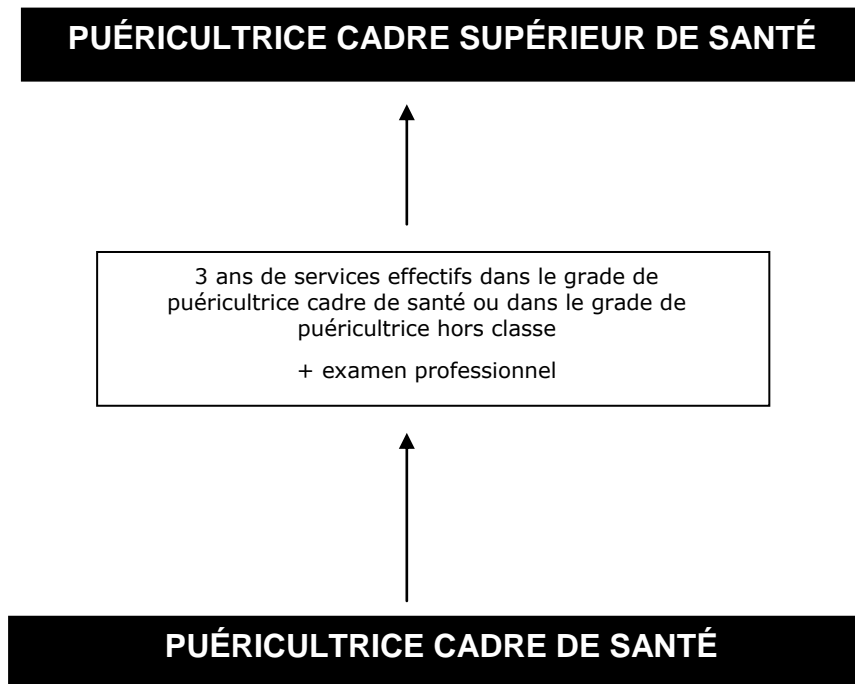 PUÉRICULTRICE CADRE SUPÉRIEUR DE SANTÉ
3 ans de services effectifs dans le grade de
puéricultrice cadre de santé ou dans le grade de
puéricultrice hors classe
+ examen professionnel
PUÉRICULTRICE CADRE DE SANTÉ